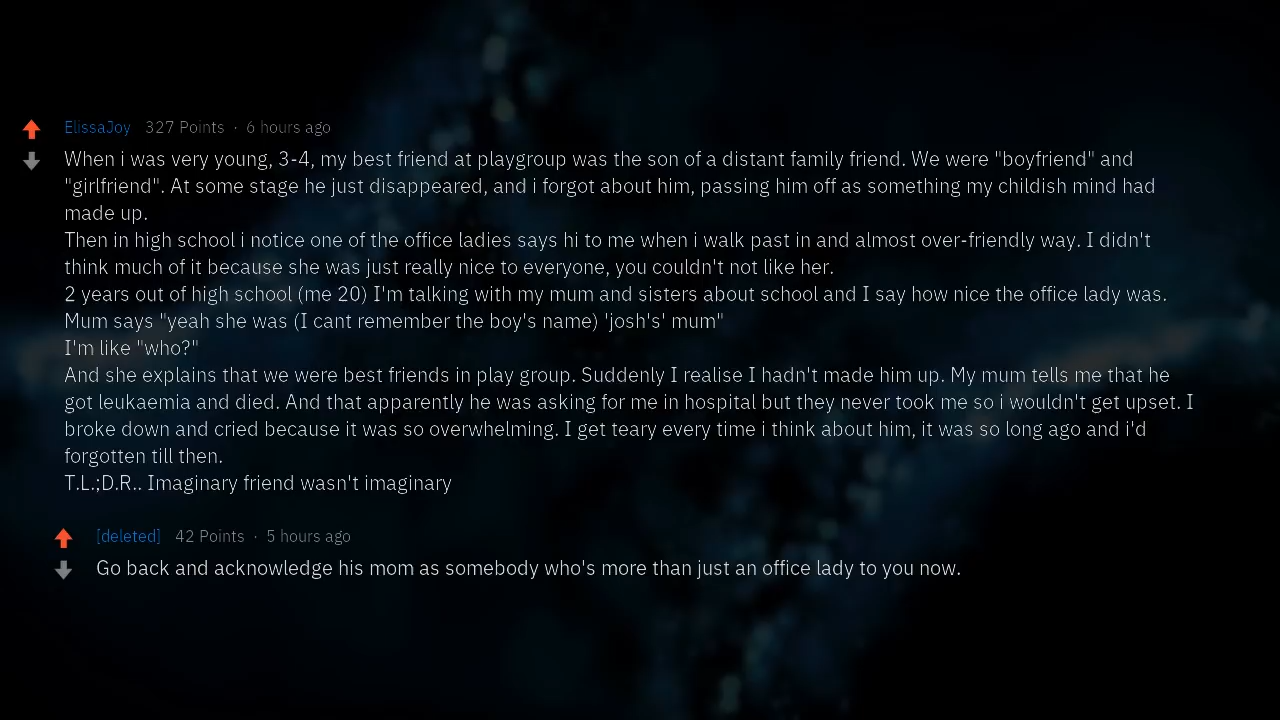 ElissaJoy 327 Points · 6 hours ago
When i was very young, 3-4, my best friend at playgroup was the son of a distant family friend. We were "boyfriend" and
"girlfriend". At some stage he just disappeared, and i forgot about him, passing him off as something my childish mind had
made up.
Then in high school i notice one of the office ladies says hi to me when i walk past in and almost over-friendly way. I didn't
think much of it because she was just really nice to everyone, you couldn't not like her.
2 years out of high school (me 20) I'm talking with my mum and sisters about school and I say how nice the office lady was.
Mum says "yeah she was (I cant remember the boy's name) 'josh's' mum"
I'm like "who?"
And she explains that we were best friends in play group. Suddenly I realise I hadn't made him up. My mum tells me that he
got leukaemia and died. And that apparently he was asking for me in hospital but they never took me so i wouldn't get upset. I
broke down and cried because it was so overwhelming. I get teary every time i think about him, it was so long ago and i'd
forgotten till then.
T.L.;D.R.. Imaginary friend wasn't imaginary
[deleted] 42 Points · 5 hours ago
Go back and acknowledge his mom as somebody who's more than just an office lady to you now.